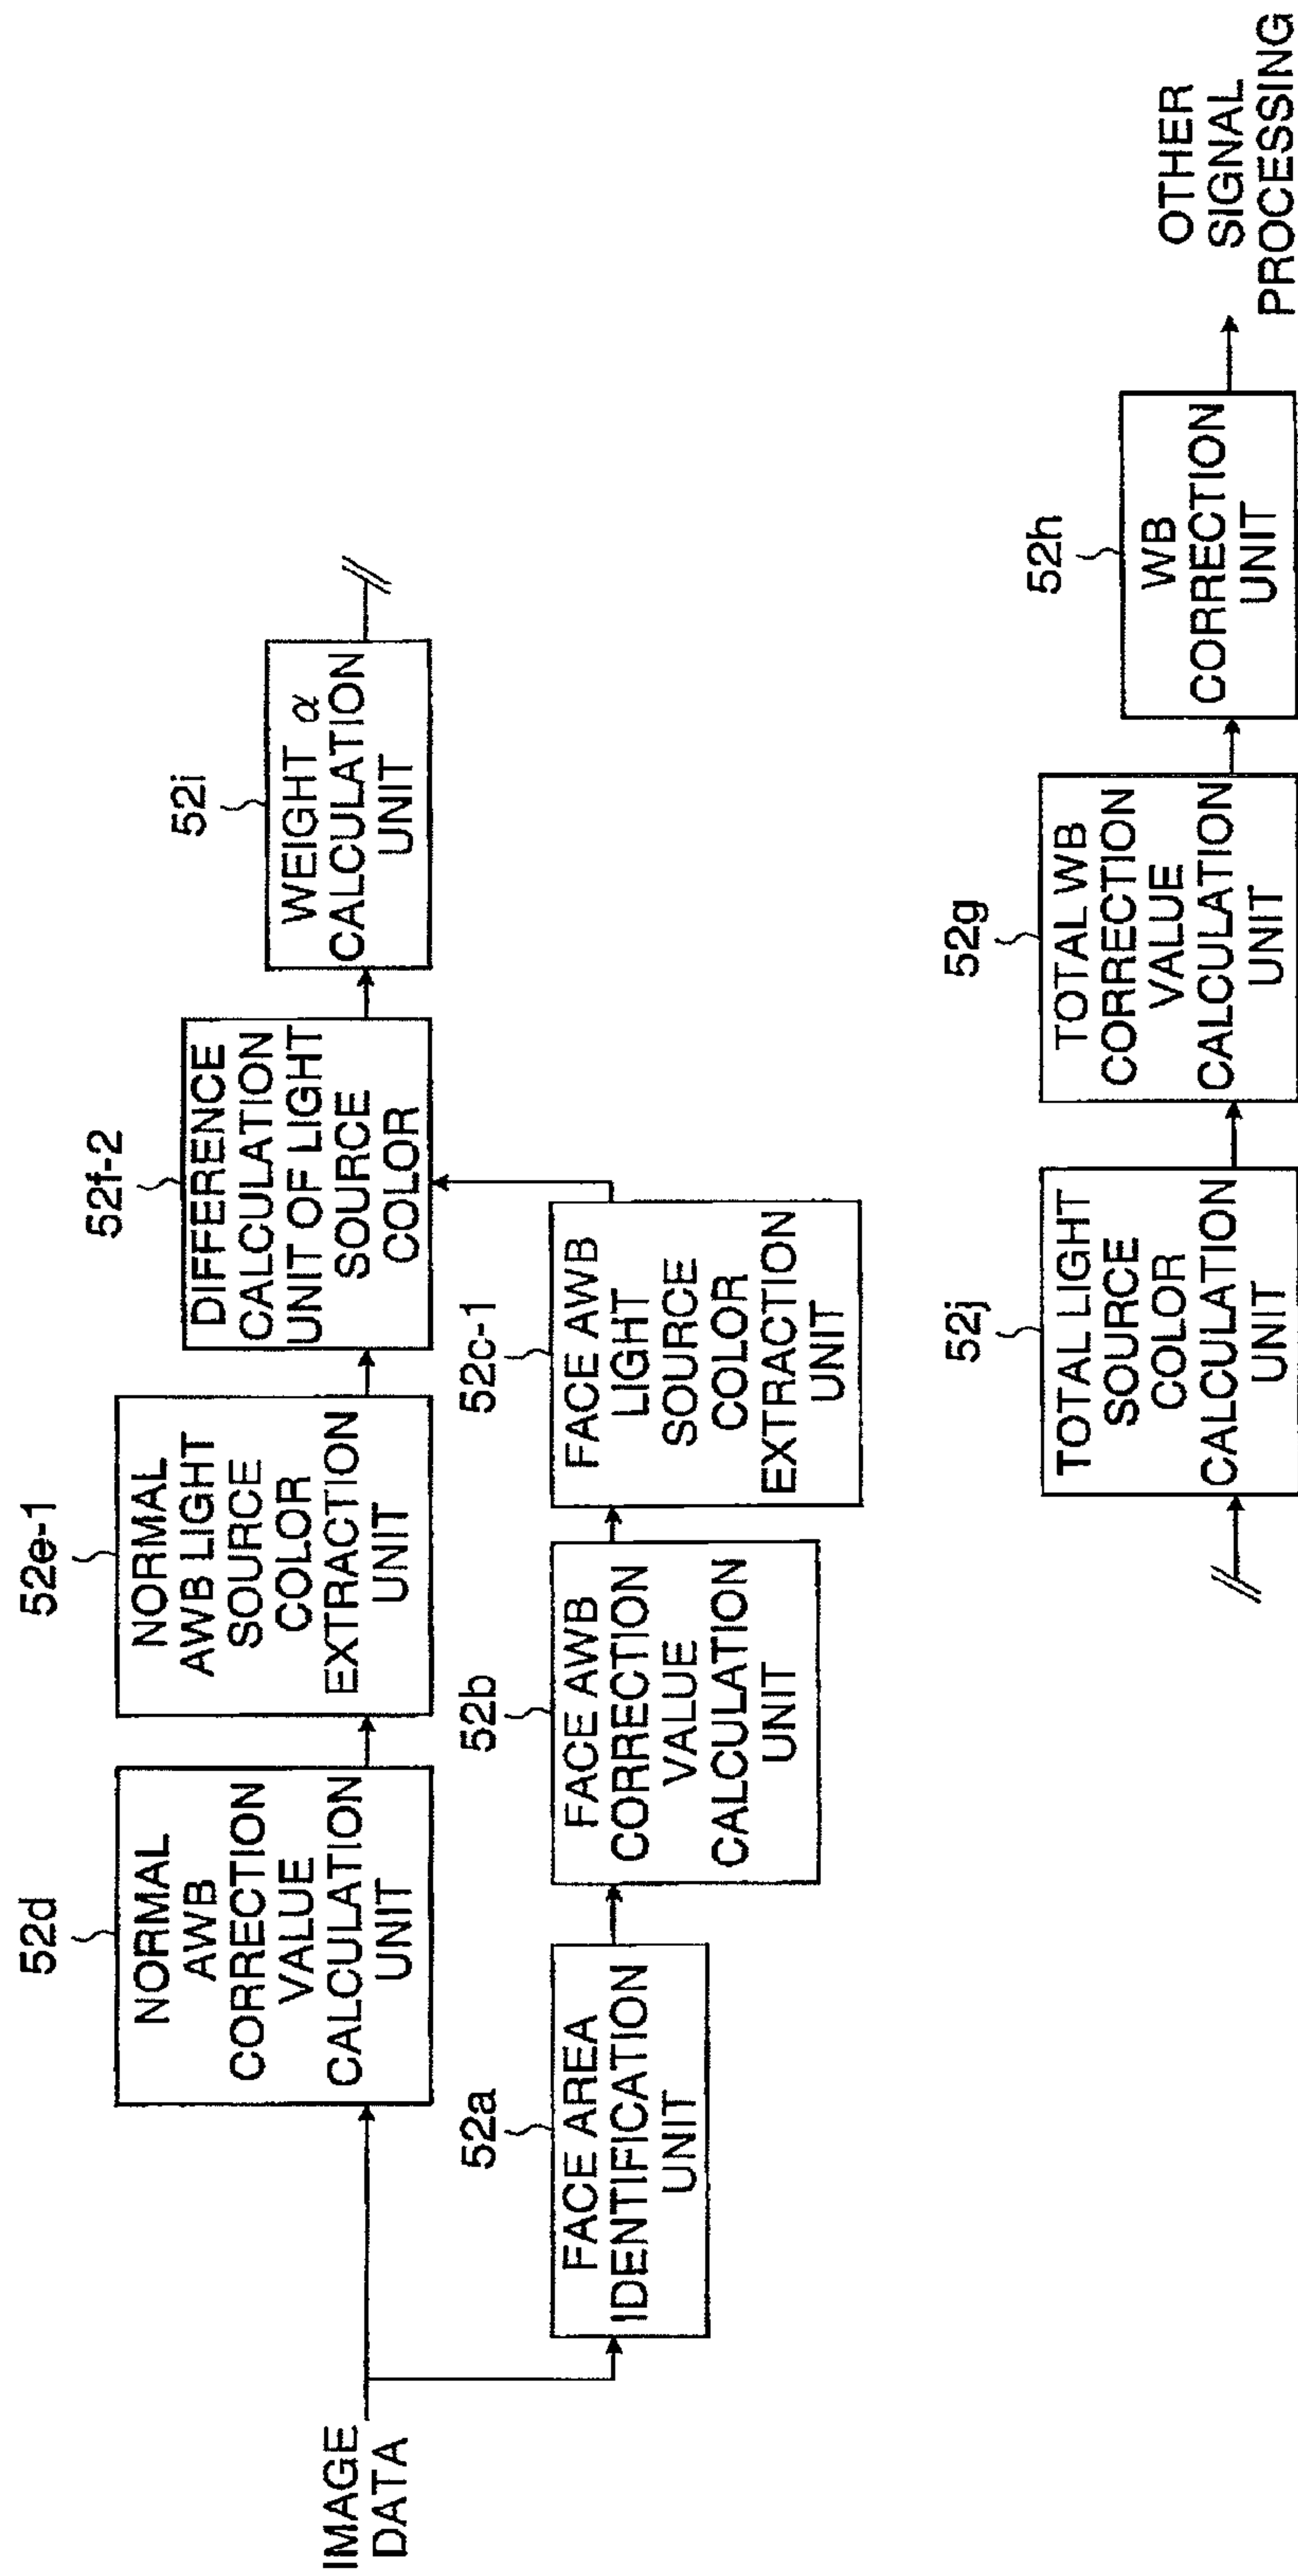 IMAGE
DATA
52d
NORMAL
AWB
CORRECTION
VALUE
CALCULATION
UNIT
52e-1
NORMAL
AWB LIGHT
SOURCE
COLOR
EXTRACTION
UNIT
52f-2
DIFFERENCE
CALCULATION
UNIT OF LIGHT
SOURCE
COLOR
52i
WEIGHT α
CALCULATION
UNIT
52a
FACE AREA
IDENTIFICATION
UNIT
52b
FACE AWB
CORRECTION
VALUE
CALCULATION
UNIT
52c-1
FACE AWB
LIGHT
SOURCE
COLOR
EXTRACTION
UNIT
52j
TOTAL LIGHT
SOURCE
COLOR
CALCULATION
UNIT
52g
TOTAL WB
CORRECTION
VALUE
CALCULATION
UNIT
52h
WB
CORRECTION
UNIT
OTHER
SIGNAL
PROCESSING